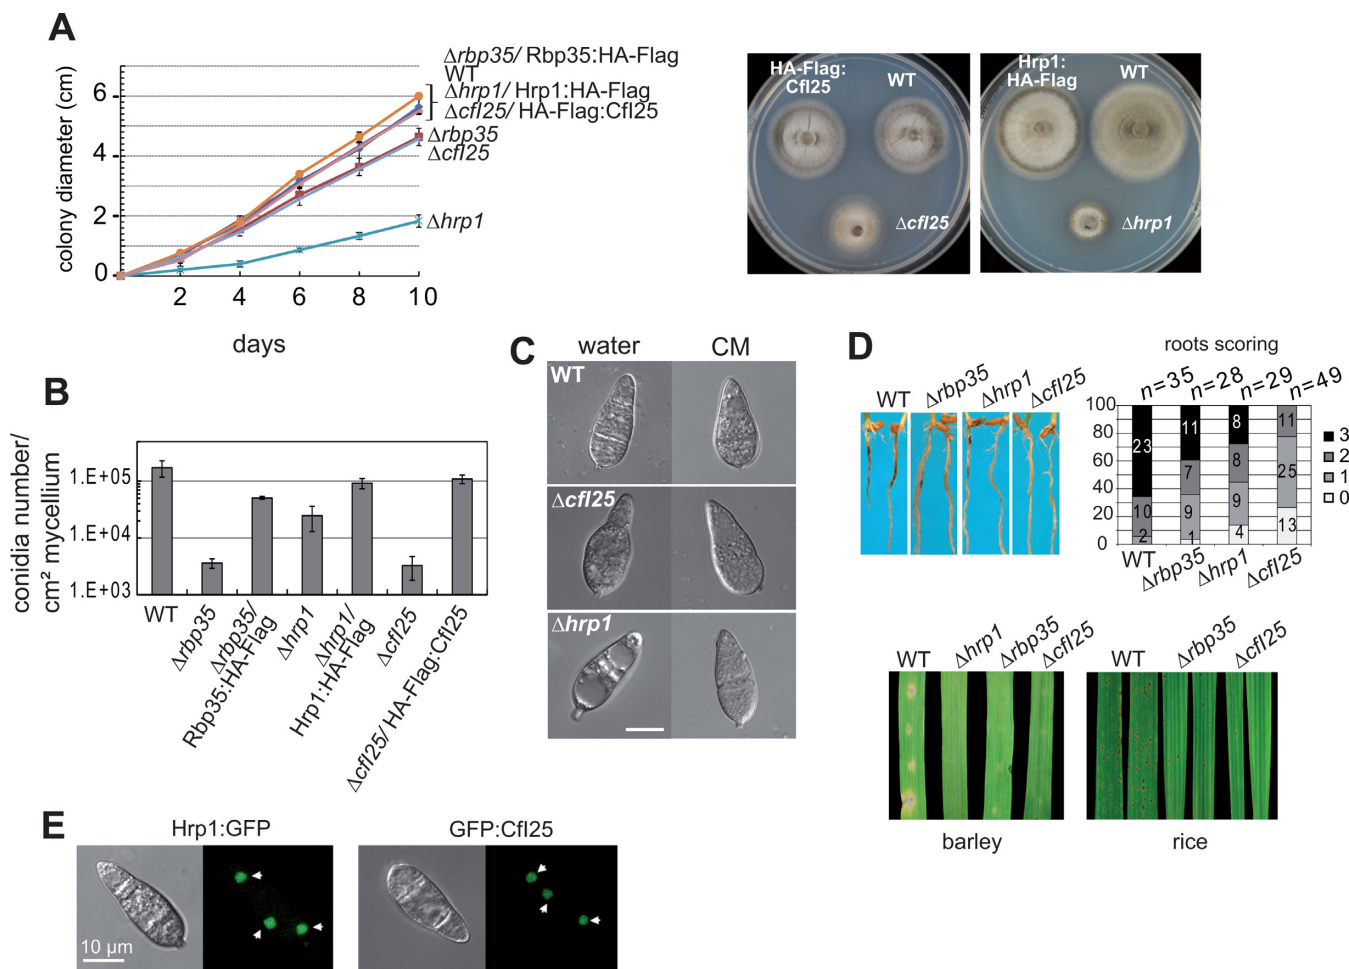 A
Δrbp35/ Rbp35:HA-Flag
WT
Δhrp1/ Hrp1:HA-Flag
Δcfl25/ HA-Flag:Cfl25
Δrbp35
Δcfl25
Δhrp1
colony diameter (cm)
6
4
2
0
2 4 6 8 10
days
HA-Flag:
Cfl25
WT
Δcfl25
Hrp1:
HA-Flag
WT
Δhrp1
B
conidia number/
cm² mycellium
1.E+05
1.E+04
1.E+03
WT
Δrbp35
Δrbp35/
Rbp35:HA-Flag
Δhrp1
Δhrp1/
Hrp1:HA-Flag
Δcfl25
Δcfl25/ HA-Flag:Cfl25
C
water CM
WT
Δcfl25
Δhrp1
D
WT Δrbp35 Δhrp1 Δcfl25
roots scoring
n=35 n=28 n=29 n=49
100
80
60
40
20
0
23 11 8 11
10 7 8 25
2 9 9 13
1 4
3
2
1
0
WT Δrbp35 Δhrp1 Δcfl25
WT Δhrp1 Δrbp35 Δcfl25
barley
WT Δrbp35 Δcfl25
rice
E
Hrp1:GFP
GFP:Cfl25
10 µm